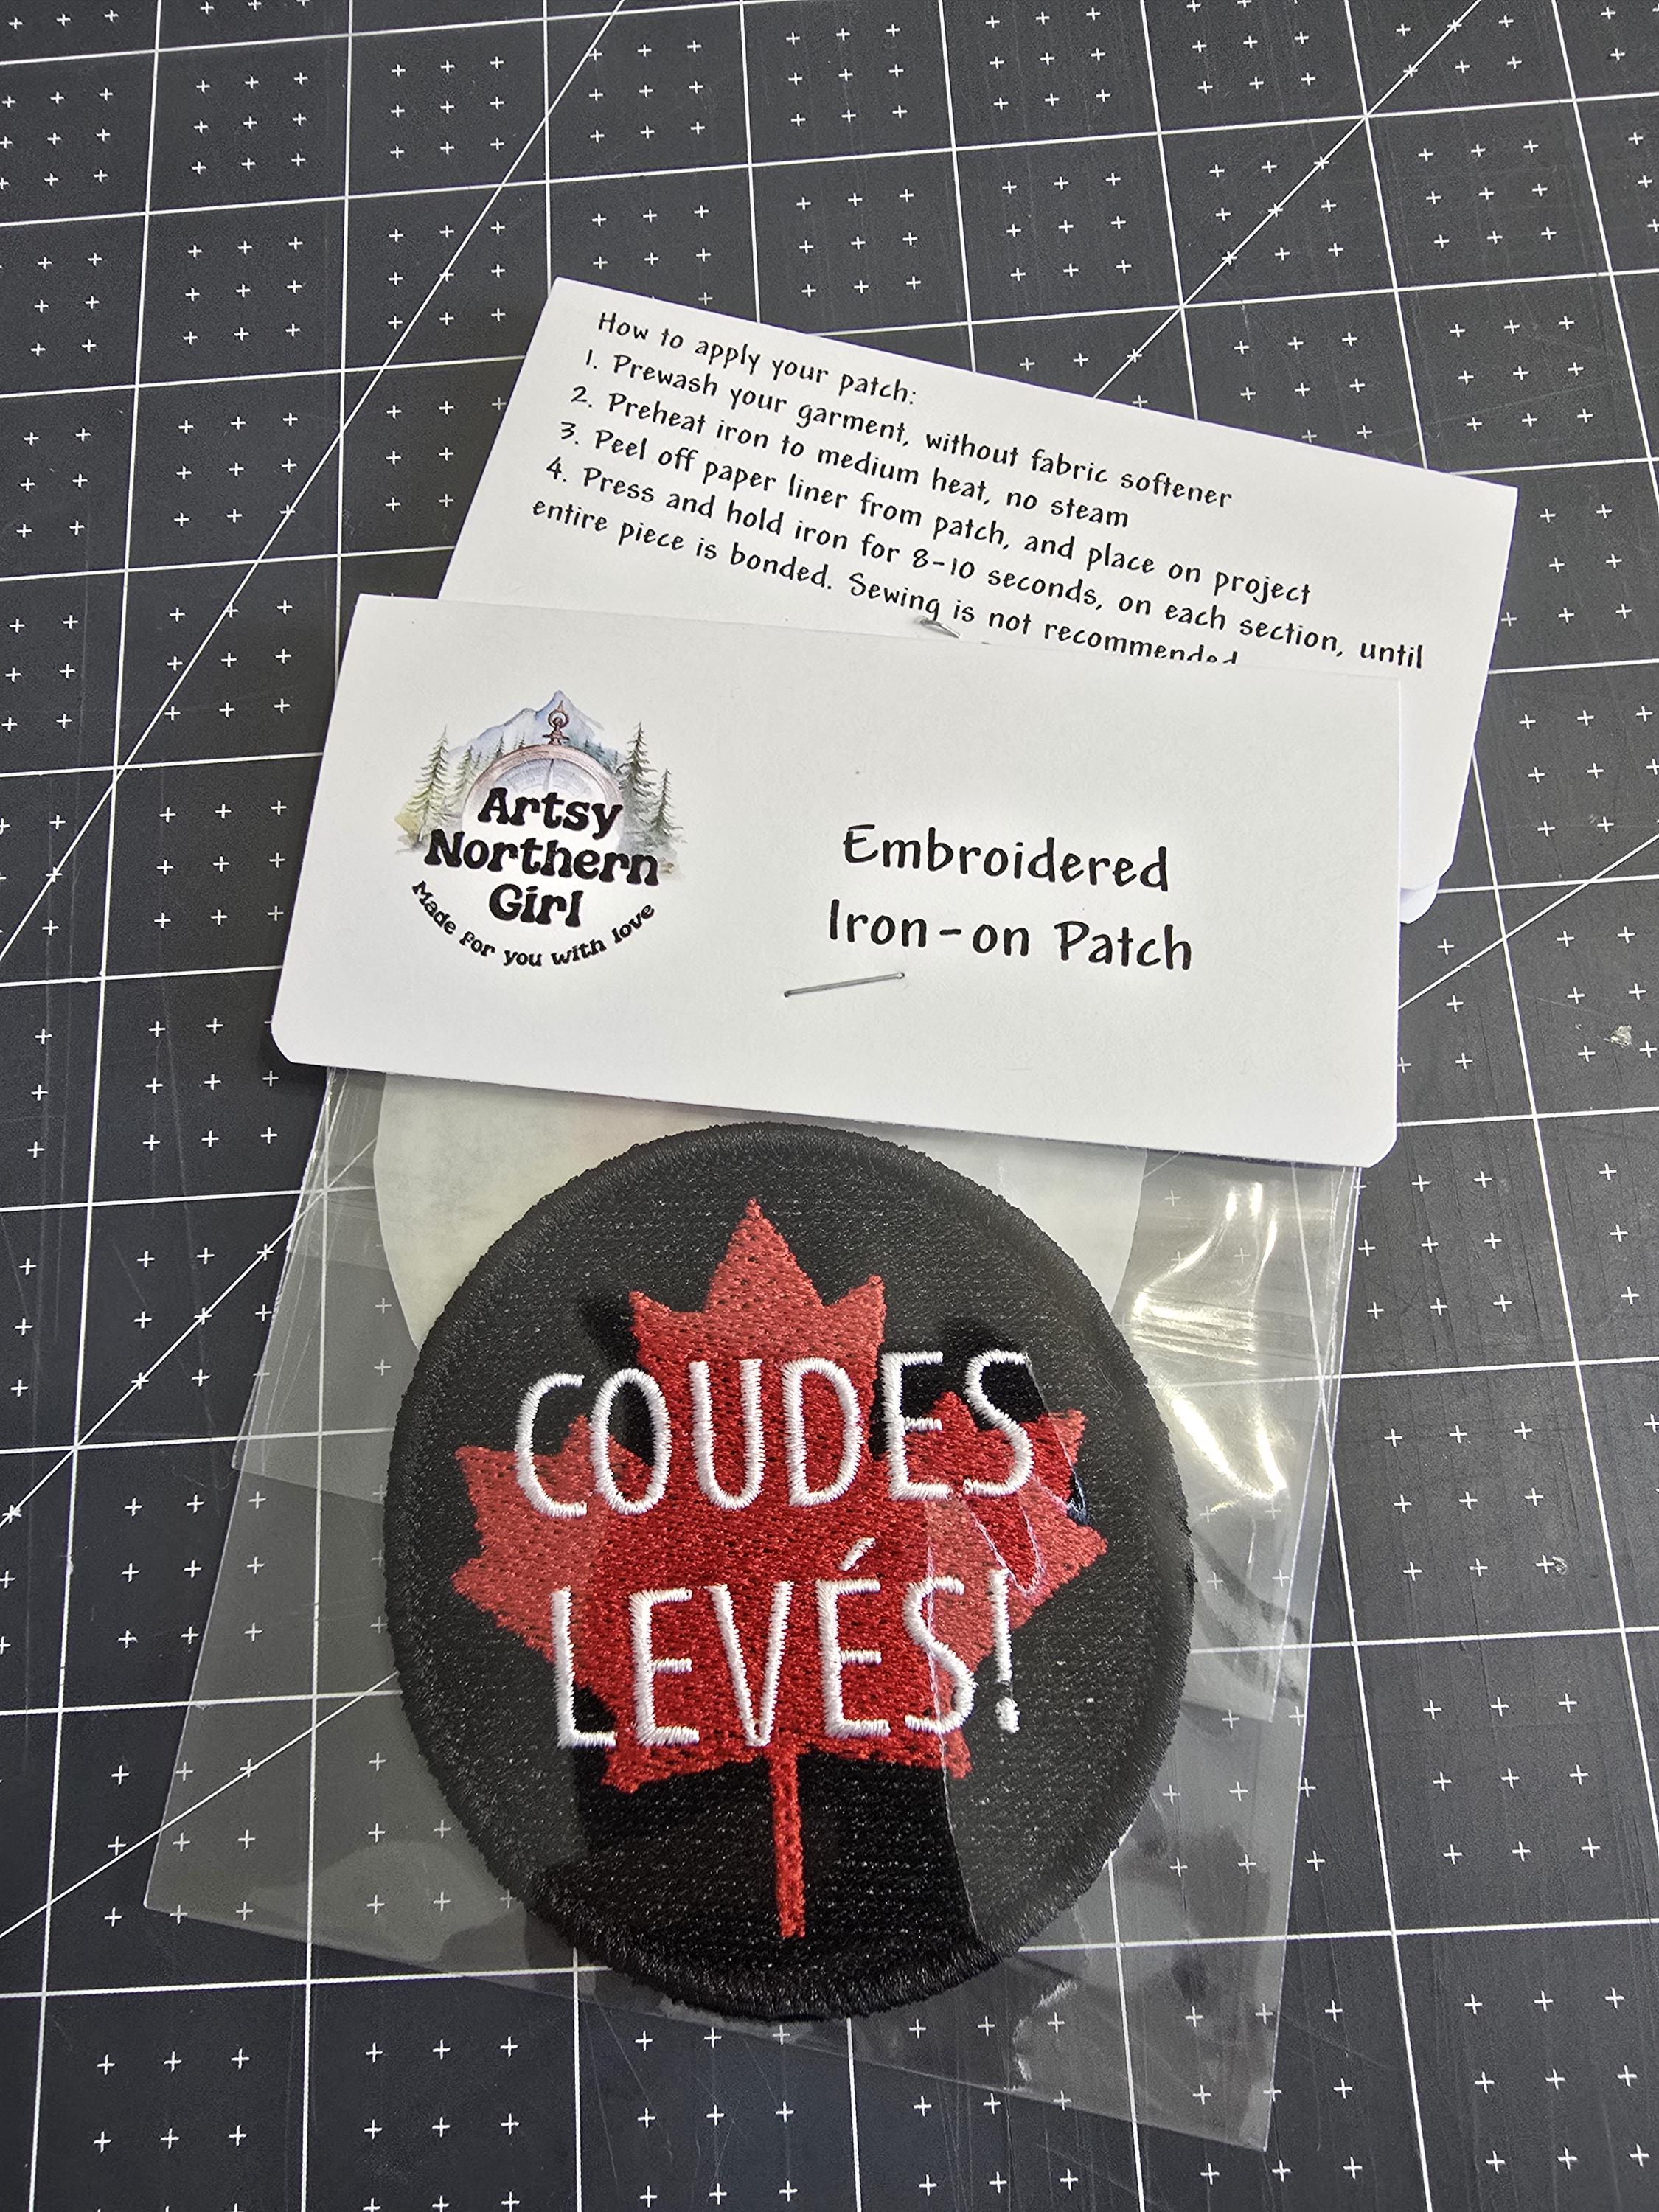 How to apply your patch:
1. Prewash your garment, without fabric softener
2. Preheat iron to medium heat, no steam
3. Peel off paper liner from patch, and place on project
4. Press and hold iron for 8-10 seconds, on each section, until
entire piece is bonded. Sewing is not recommended
Artsy
Northern
Girl
Made for you with love
Embroidered
Iron-on Patch
COUDES
LEVÉS!